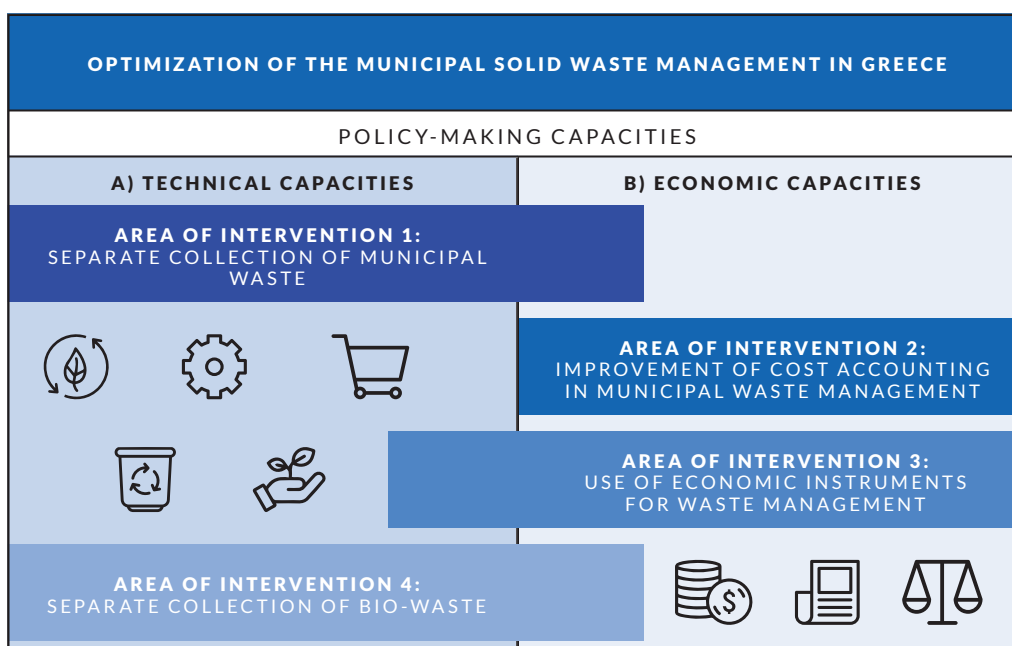 OPTIMIZATION OF THE MUNICIPAL SOLID WASTE MANAGEMENT IN GREECE
POLICY-MAKING CAPACITIES
A) TECHNICAL CAPACITIES
B) ECONOMIC CAPACITIES
AREA OF INTERVENTION 1:
SEPARATE COLLECTION OF MUNICIPAL
WASTE
AREA OF INTERVENTION 2:
IMPROVEMENT OF COST ACCOUNTING
IN MUNICIPAL WASTE MANAGEMENT
AREA OF INTERVENTION 3:
USE OF ECONOMIC INSTRUMENTS
FOR WASTE MANAGEMENT
AREA OF INTERVENTION 4:
SEPARATE COLLECTION OF BIO-WASTE
$